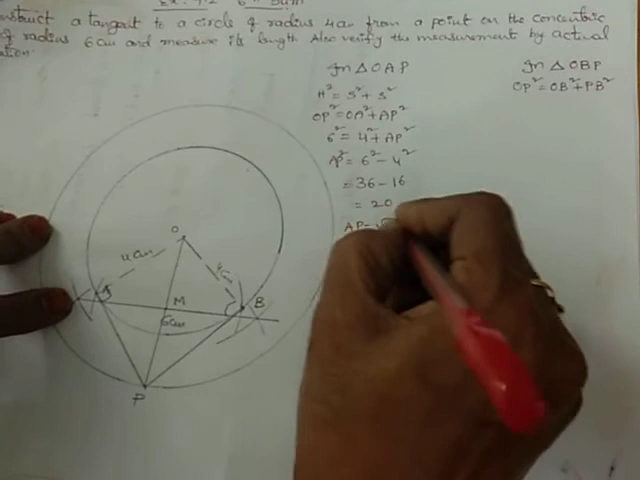 a tangent to a circle of radius 4cm from a point on the concentric
of radius 6cm and measure its length Also verify the measurement by actual
In △OAP
H² = S² + S²
OP² = OA² + AP²
6² = 4² + AP²
AP² = 6² - 4²
= 36 - 16
= 20
AP = √
In △OBP
OP² = OB² + PB²
O
4cm
4cm
A
M
B
6cm
P